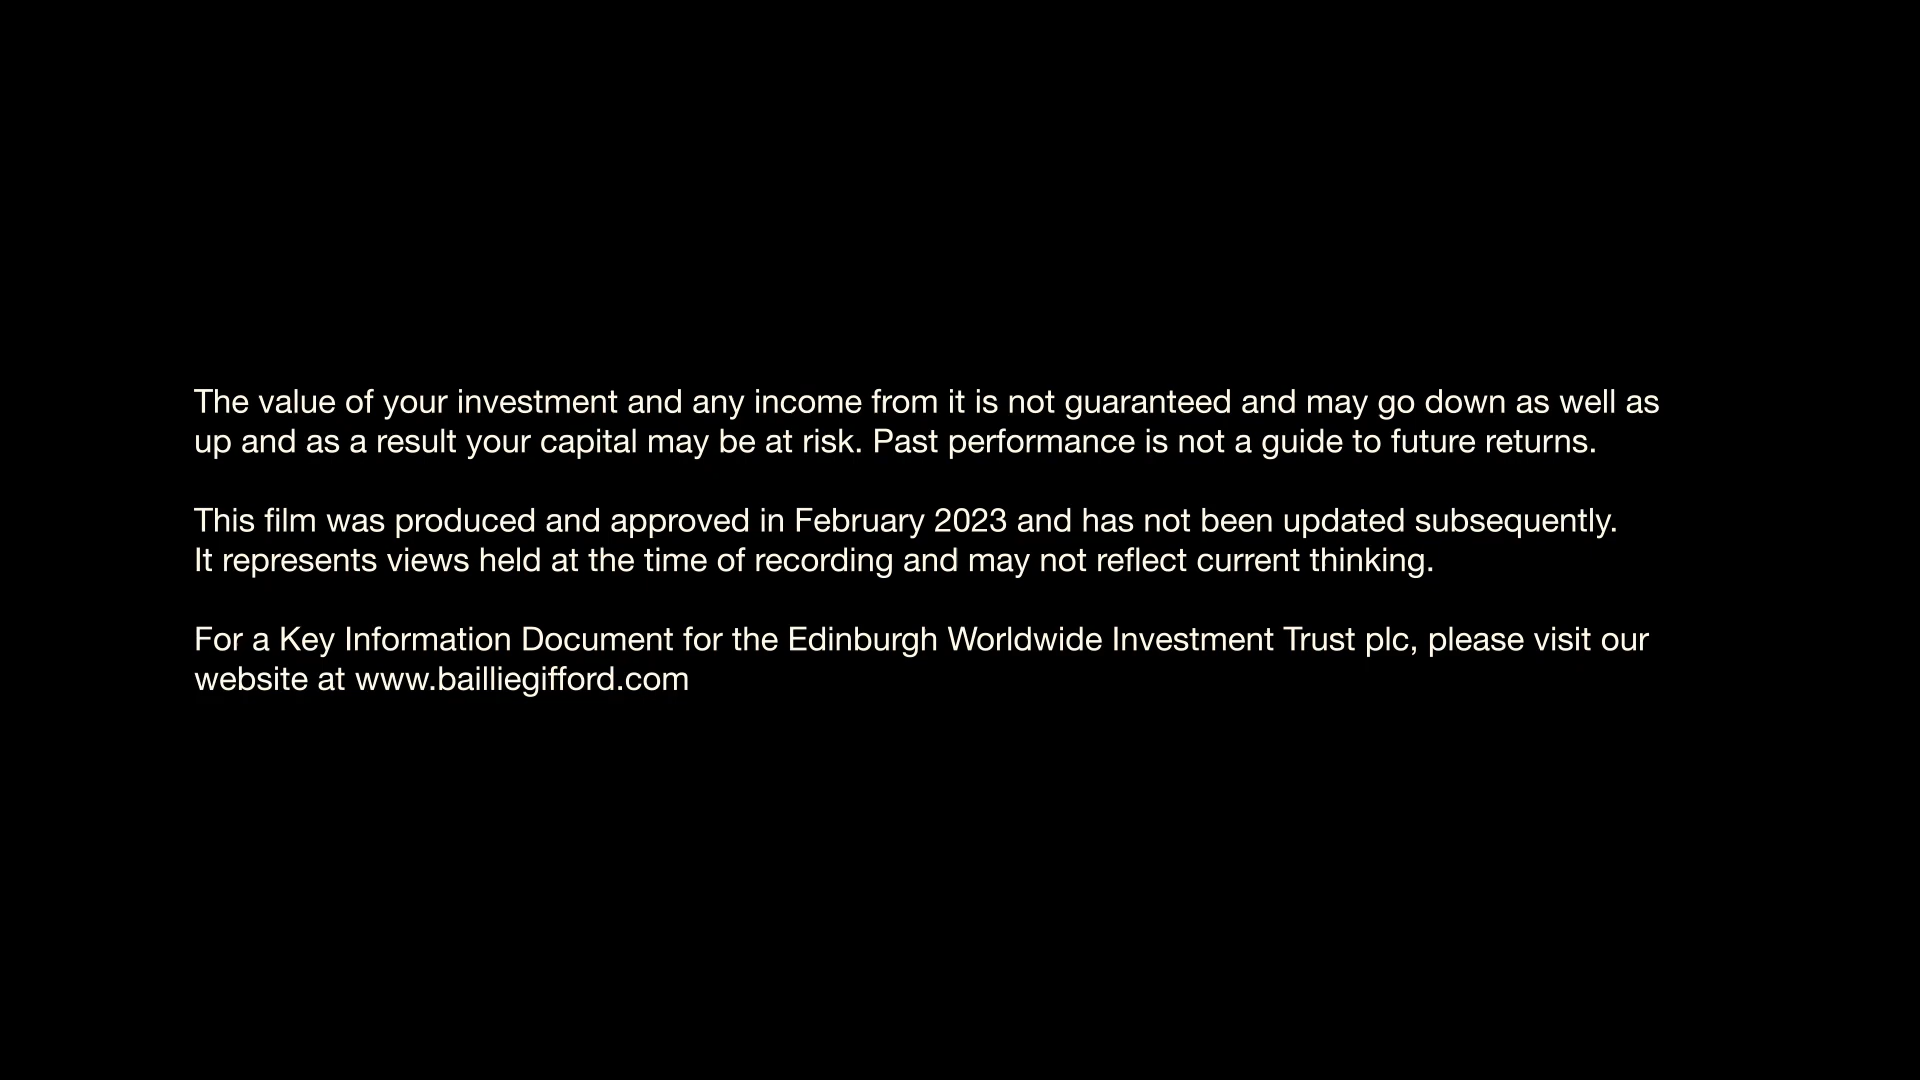 The value of your investment and any income from it is not guaranteed and may go down as well as
up and as a result your capital may be at risk. Past performance is not a guide to future returns.
This film was produced and approved in February 2023 and has not been updated subsequently.
It represents views held at the time of recording and may not reflect current thinking.
For a Key Information Document for the Edinburgh Worldwide Investment Trust plc, please visit our
website at www.bailliegifford.com